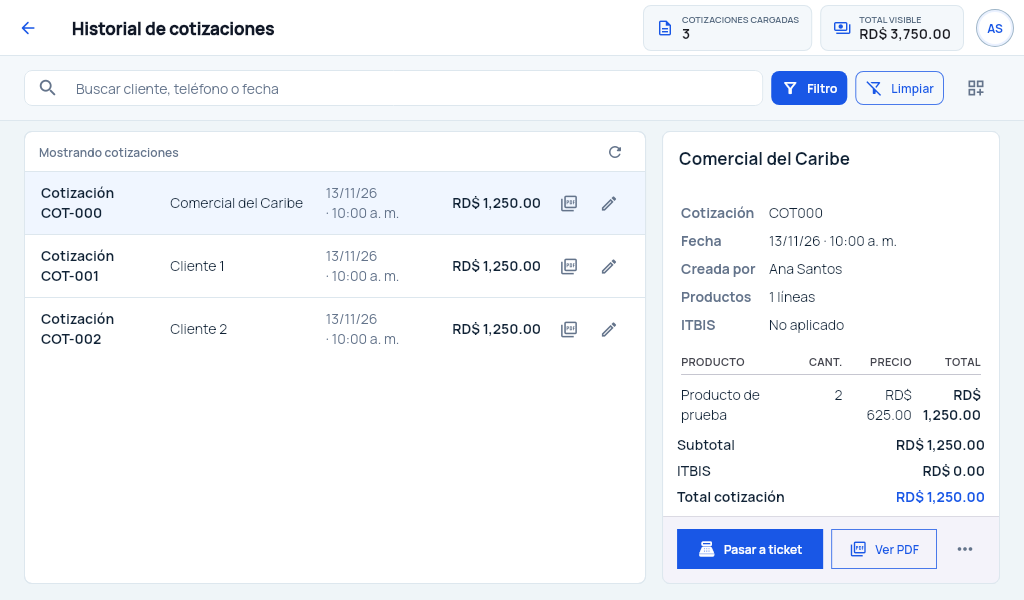 Historial de cotizaciones
COTIZACIONES CARGADAS
3
TOTAL VISIBLE
RD$ 3,750.00
AS
Buscar cliente, teléfono o fecha
Filtro
Limpiar
Mostrando cotizaciones
Cotización
COT-000
Comercial del Caribe
13/11/26
· 10:00 a. m.
RD$ 1,250.00
PDF
Cotización
COT-001
Cliente 1
13/11/26
· 10:00 a. m.
RD$ 1,250.00
PDF
Cotización
COT-002
Cliente 2
13/11/26
· 10:00 a. m.
RD$ 1,250.00
PDF
Comercial del Caribe
Cotización COT000
Fecha 13/11/26 · 10:00 a. m.
Creada por Ana Santos
Productos 1 líneas
ITBIS No aplicado
PRODUCTO CANT. PRECIO TOTAL
Producto de 2 RD$ RD$
prueba 625.00 1,250.00
Subtotal RD$ 1,250.00
ITBIS RD$ 0.00
Total cotización RD$ 1,250.00
Pasar a ticket
PDF Ver PDF